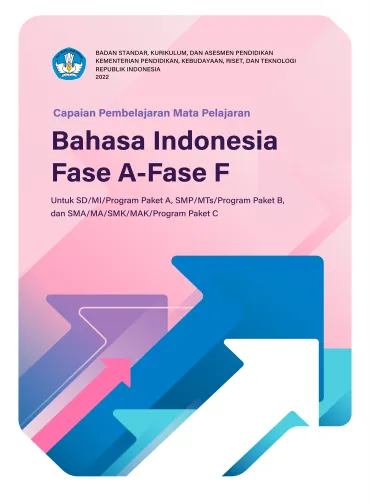 BADAN STANDAR, KURIKULUM, DAN ASESMEN PENDIDIKAN
KEMENTERIAN PENDIDIKAN, KEBUDAYAAN, RISET, DAN TEKNOLOGI
REPUBLIK INDONESIA
2022
Capaian Pembelajaran Mata Pelajaran
Bahasa Indonesia
Fase A-Fase F
Untuk SD/MI/Program Paket A, SMP/MTs/Program Paket B,
dan SMA/MA/SMK/MAK/Program Paket C